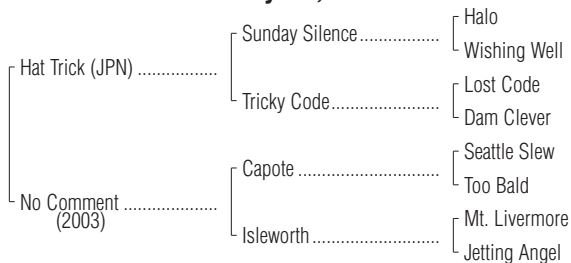 Halo
Sunday Silence..................
Wishing Well
Hat Trick (JPN) ..................
Lost Code
Tricky Code........................
Dam Clever
Seattle Slew
Capote ..............................
Too Bald
No Comment .....................
(2003)
Mt. Livermore
Isleworth...........................
Jetting Angel